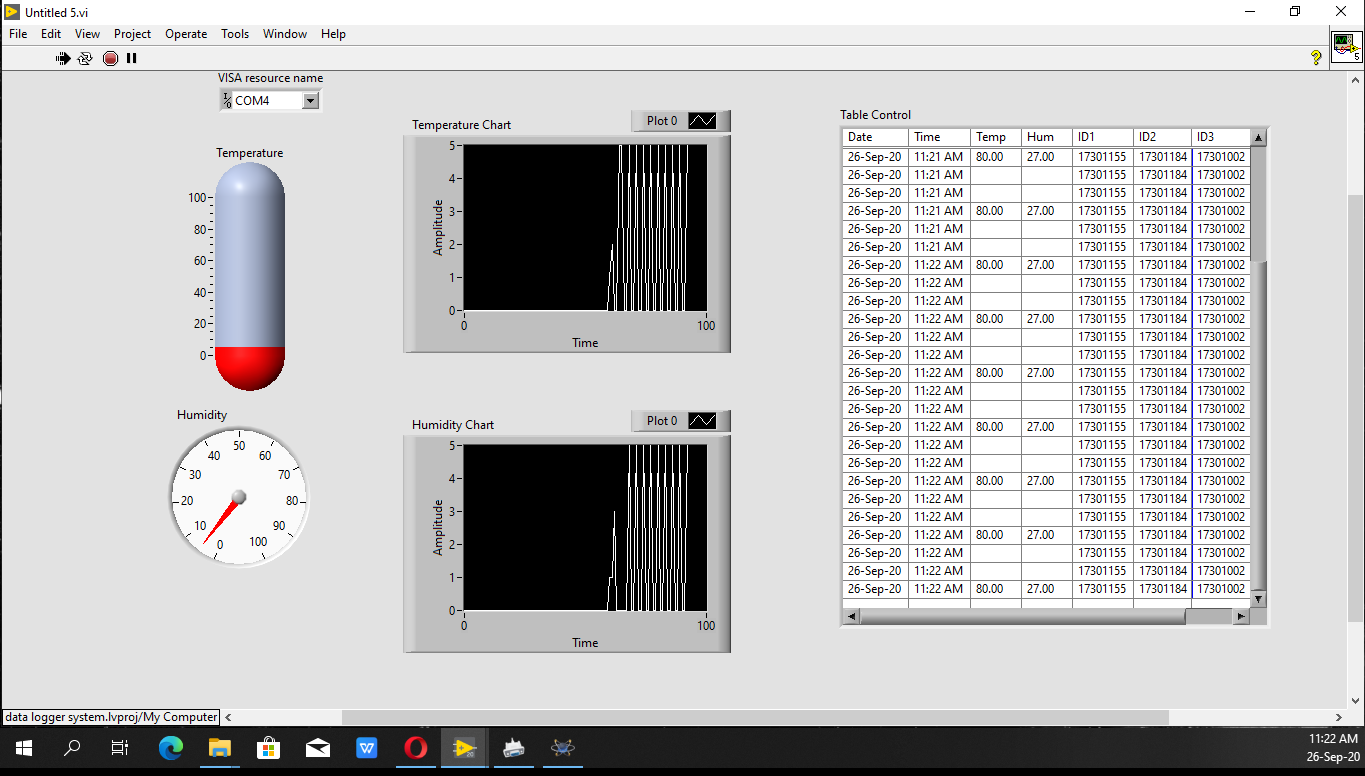 Untitled 5.vi
File Edit View Project Operate Tools Window Help
5
VISA resource name
I/O COM4
Temperature
100
80
60
40
20
0
Humidity
0 10 20 30 40 50 60 70 80 90 100
Temperature Chart
Plot 0
Amplitude
5
4
3
2
1
0
0 100
Time
Humidity Chart
Plot 0
Amplitude
5
4
3
2
1
0
0 100
Time
Table Control
Date Time Temp Hum ID1 ID2 ID3
26-Sep-20 11:21 AM 80.00 27.00 17301155 17301184 17301002
26-Sep-20 11:21 AM 17301155 17301184 17301002
26-Sep-20 11:21 AM 17301155 17301184 17301002
26-Sep-20 11:21 AM 80.00 27.00 17301155 17301184 17301002
26-Sep-20 11:21 AM 17301155 17301184 17301002
26-Sep-20 11:21 AM 17301155 17301184 17301002
26-Sep-20 11:22 AM 80.00 27.00 17301155 17301184 17301002
26-Sep-20 11:22 AM 17301155 17301184 17301002
26-Sep-20 11:22 AM 17301155 17301184 17301002
26-Sep-20 11:22 AM 80.00 27.00 17301155 17301184 17301002
26-Sep-20 11:22 AM 17301155 17301184 17301002
26-Sep-20 11:22 AM 17301155 17301184 17301002
26-Sep-20 11:22 AM 80.00 27.00 17301155 17301184 17301002
26-Sep-20 11:22 AM 17301155 17301184 17301002
26-Sep-20 11:22 AM 17301155 17301184 17301002
26-Sep-20 11:22 AM 80.00 27.00 17301155 17301184 17301002
26-Sep-20 11:22 AM 17301155 17301184 17301002
26-Sep-20 11:22 AM 17301155 17301184 17301002
26-Sep-20 11:22 AM 80.00 27.00 17301155 17301184 17301002
26-Sep-20 11:22 AM 17301155 17301184 17301002
26-Sep-20 11:22 AM 17301155 17301184 17301002
26-Sep-20 11:22 AM 80.00 27.00 17301155 17301184 17301002
26-Sep-20 11:22 AM 17301155 17301184 17301002
26-Sep-20 11:22 AM 17301155 17301184 17301002
26-Sep-20 11:22 AM 80.00 27.00 17301155 17301184 17301002
data logger system.lvproj/My Computer
11:22 AM
26-Sep-20